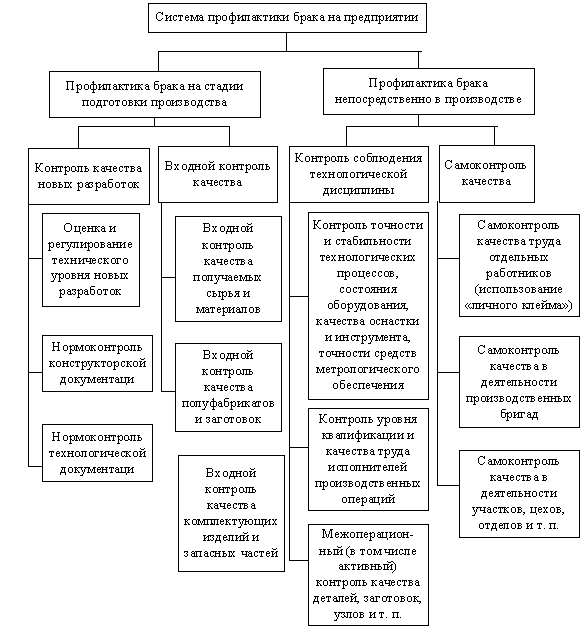 Система профилактики брака на предприятии
Профилактика брака на стадии
подготовки производства
Профилактика брака
непосредственно в производстве
Контроль качества
новых разработок
Входной контроль
качества
Контроль соблюдения
технологической
дисциплины
Самоконтроль
качества
Оценка и
регулирование
технического
уровня новых
разработок
Нормоконтроль
конструкторской
документаци
Нормоконтроль
технологической
документаци
Входной
контроль
качества
получаемых
сырья и
материалов
Входной
контроль
качества
полуфабрикатов
и заготовок
Входной
контроль
качества
комплектующих
изделий и
запасных частей
Контроль точности
и стабильности
технологических
процессов,
состояния
оборудования,
качества оснастки
и инструмента,
точности средств
метрологического
обеспечения
Контроль уровня
квалификации и
качества труда
исполнителей
производственных
операций
Межоперацион-
ный (в том числе
активный)
контроль качества
деталей, заготовок,
узлов и т. п.
Самоконтроль
качества труда
отдельных
работников
(использование
«личного клейма»)
Самоконтроль
качества в
деятельности
производственных
бригад
Самоконтроль
качества в
деятельности
участков, цехов,
отделов и т. п.